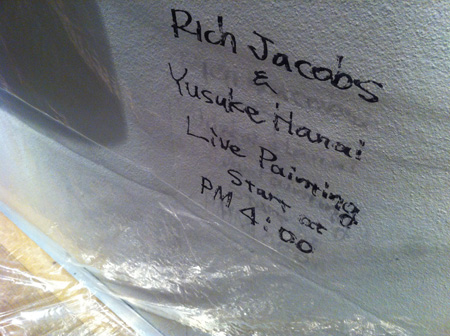 Rich Jacobs
&
Yusuke Hanai
Live Painting
Start at
PM 4:00